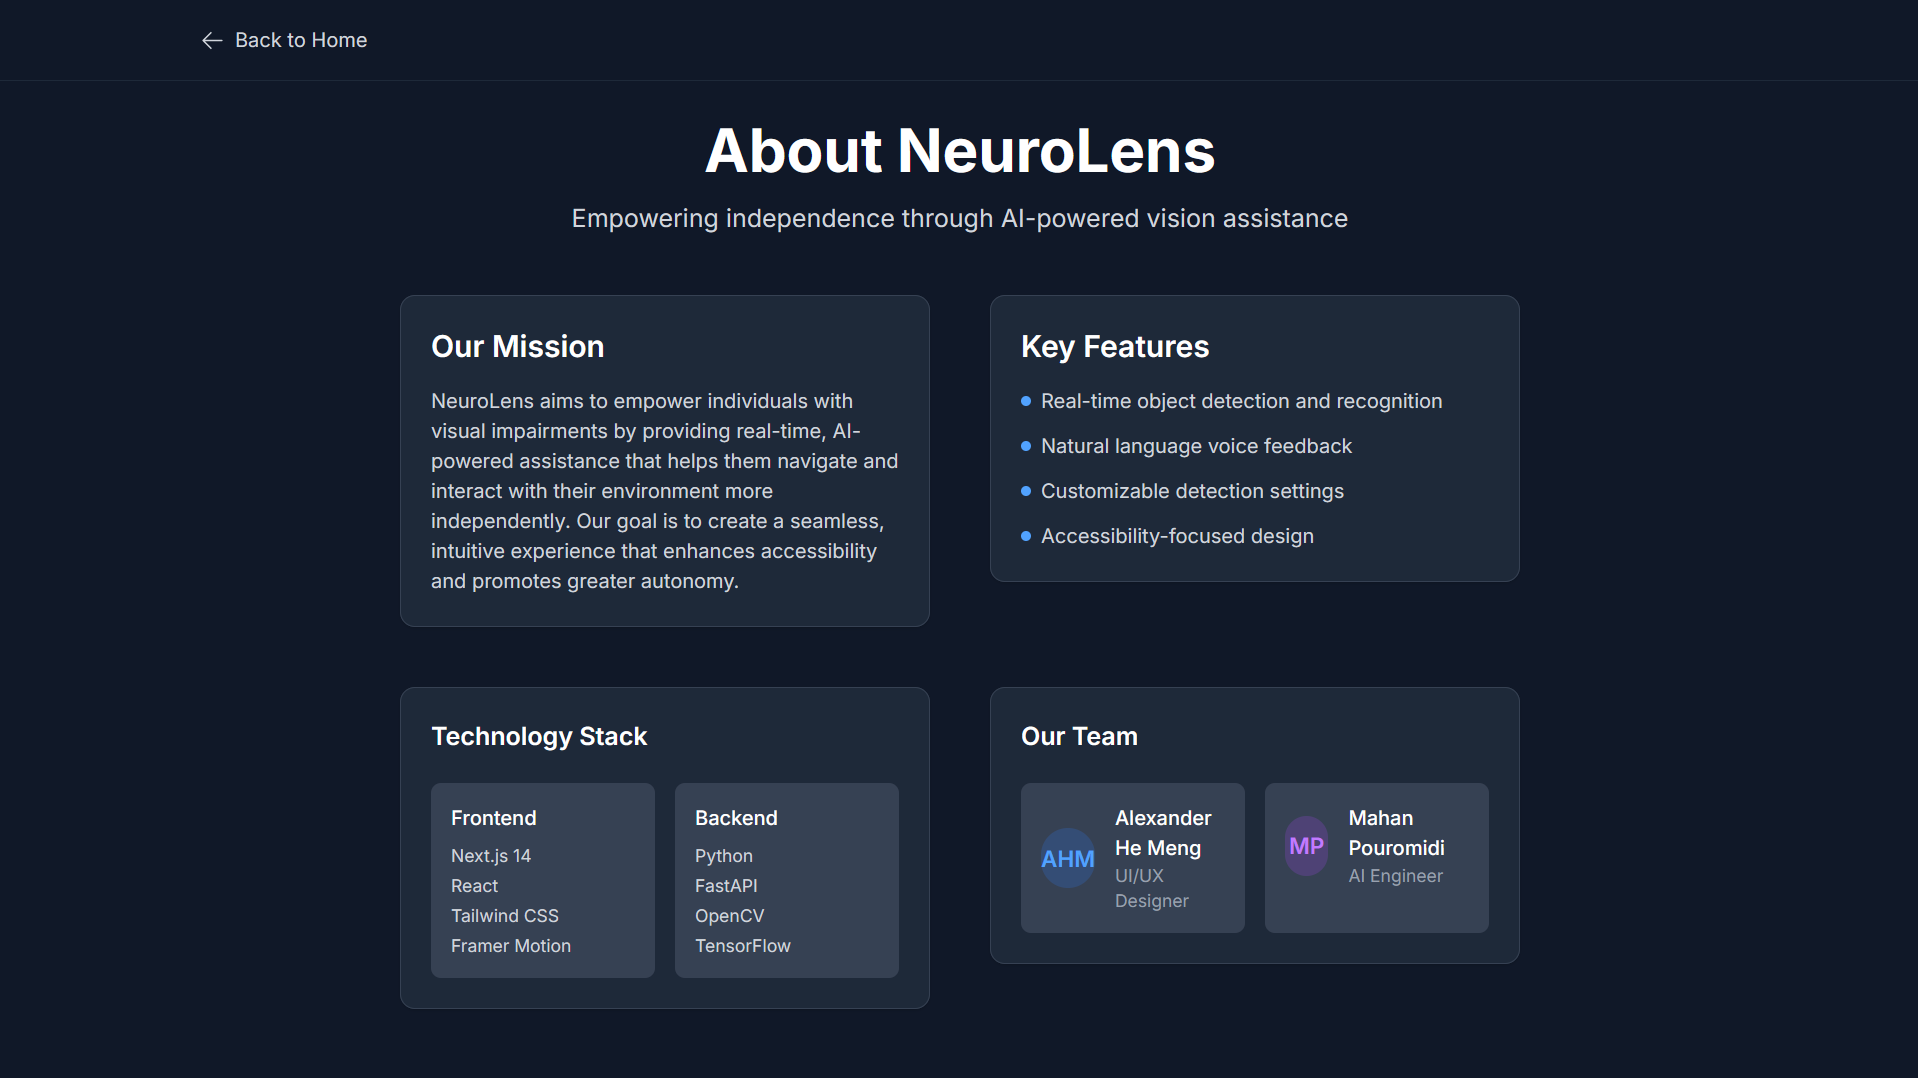 Back to Home
About NeuroLens
Empowering independence through AI-powered vision assistance
Our Mission
NeuroLens aims to empower individuals with
visual impairments by providing real-time, AI-
powered assistance that helps them navigate and
interact with their environment more
independently. Our goal is to create a seamless,
intuitive experience that enhances accessibility
and promotes greater autonomy.
Key Features
Real-time object detection and recognition
Natural language voice feedback
Customizable detection settings
Accessibility-focused design
Technology Stack
Frontend
Next.js 14
React
Tailwind CSS
Framer Motion
Backend
Python
FastAPI
OpenCV
TensorFlow
Our Team
AHM
Alexander
He Meng
UI/UX
Designer
MP
Mahan
Pouromidi
AI Engineer